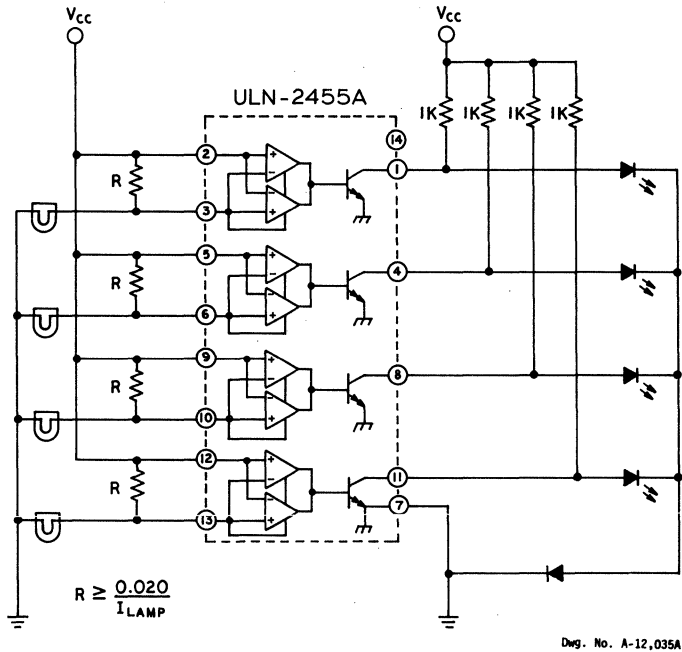 VCC
VCC
ULN-2455A
1K
1K
1K
1K
14
2
1
R
3
5
4
R
6
9
8
R
10
12
11
R
7
13
R ≥ 0.020
I LAMP
Dwg. No. A-12,035A